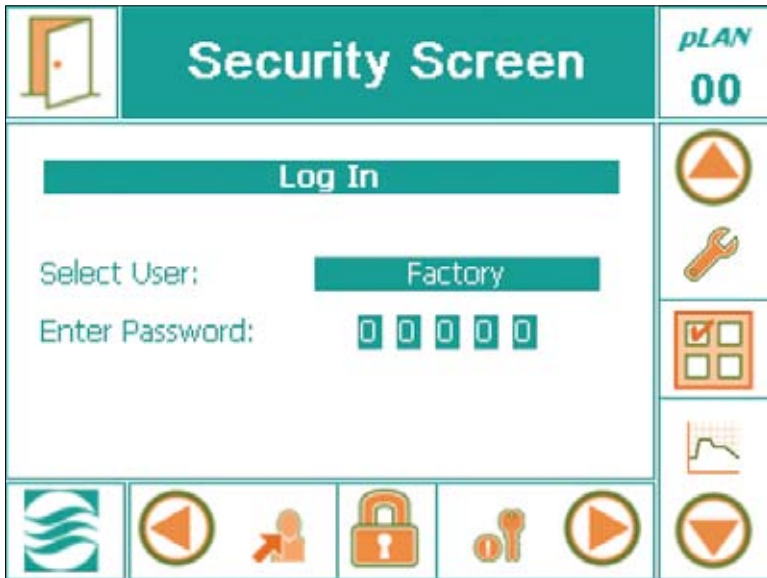 Security Screen
pLAN
00
Log In
Select User: Factory
Enter Password: 0 0 0 0 0